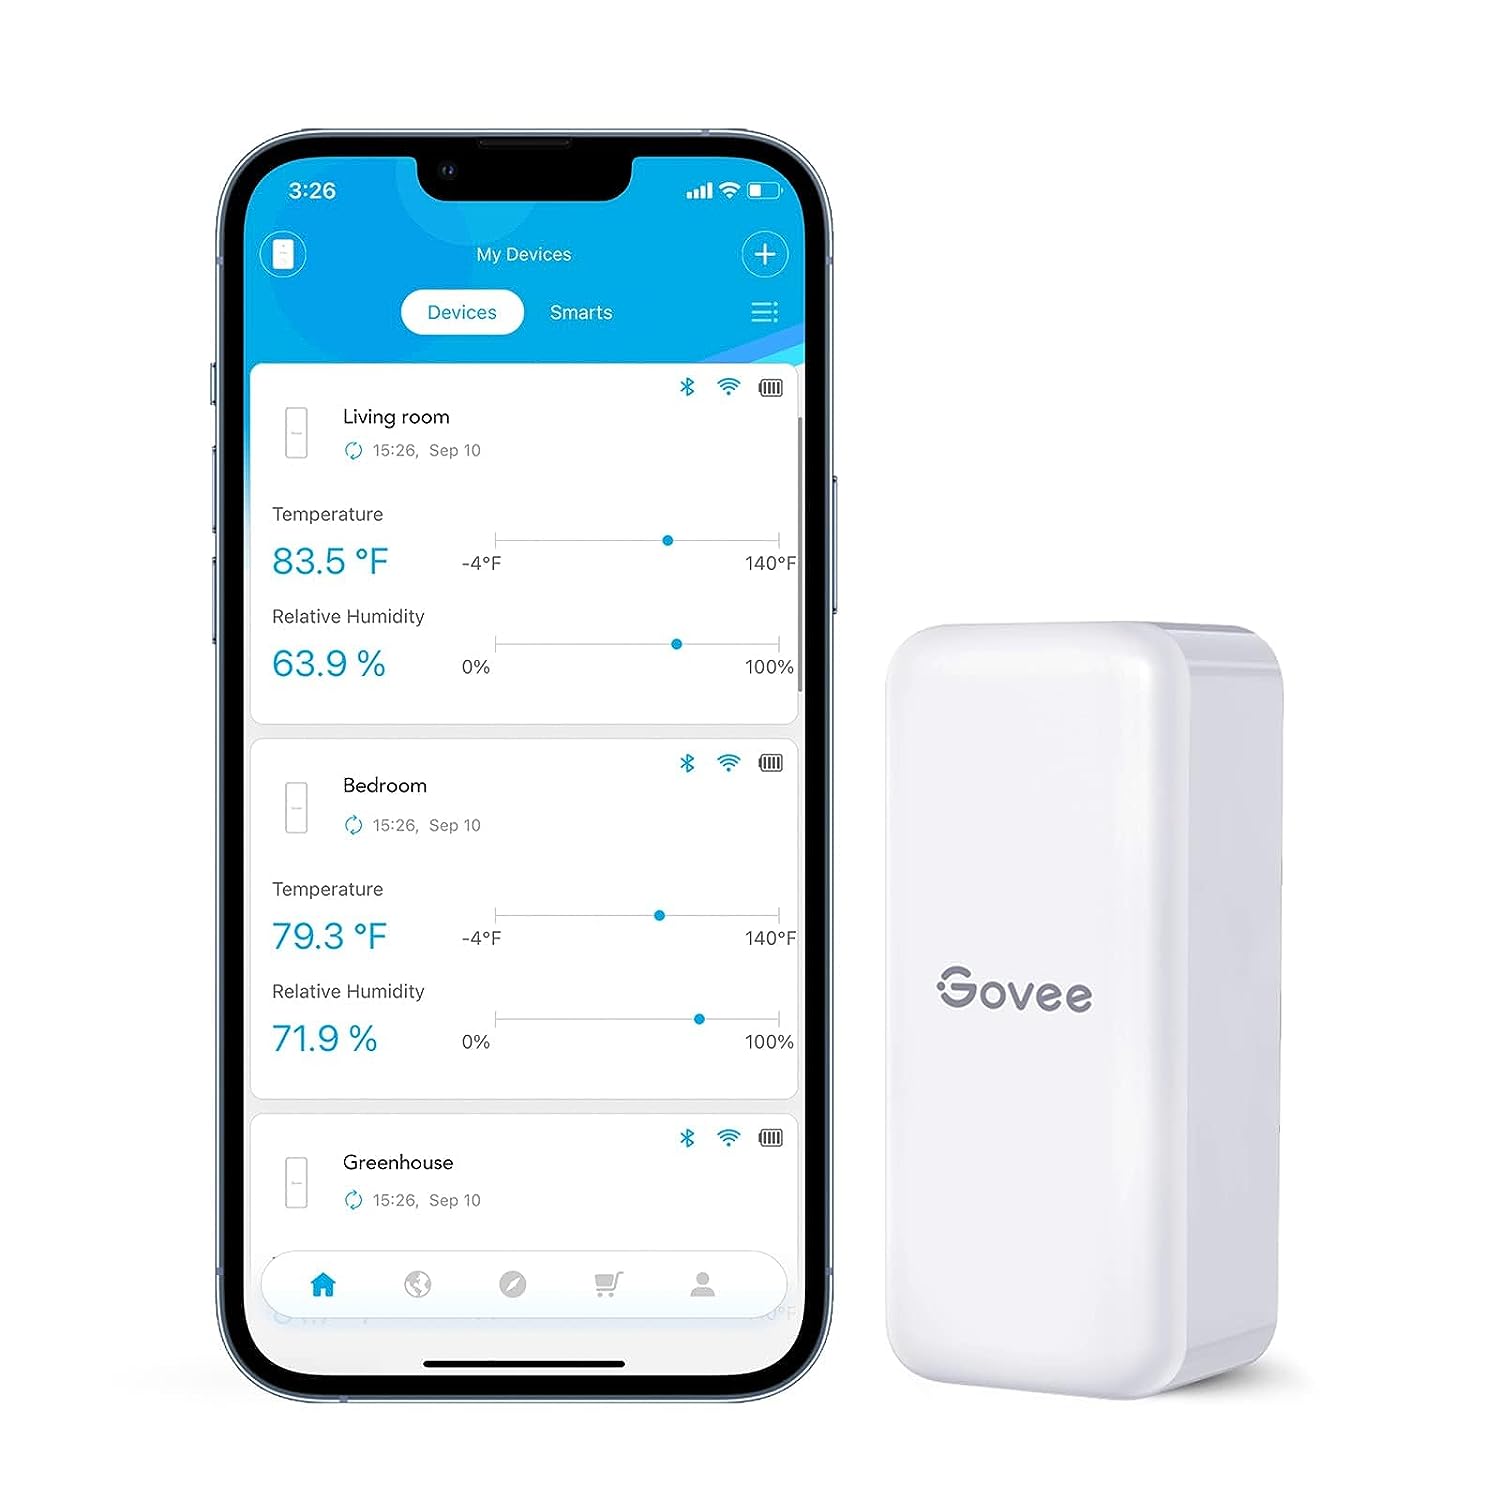 3:26
My Devices
Devices Smarts
Living room
15:26, Sep 10
Temperature
83.5 °F
-4°F 140°F
Relative Humidity
63.9 %
0% 100%
Bedroom
15:26, Sep 10
Temperature
79.3 °F
-4°F 140°F
Relative Humidity
71.9 %
0% 100%
Greenhouse
15:26, Sep 10
Govee